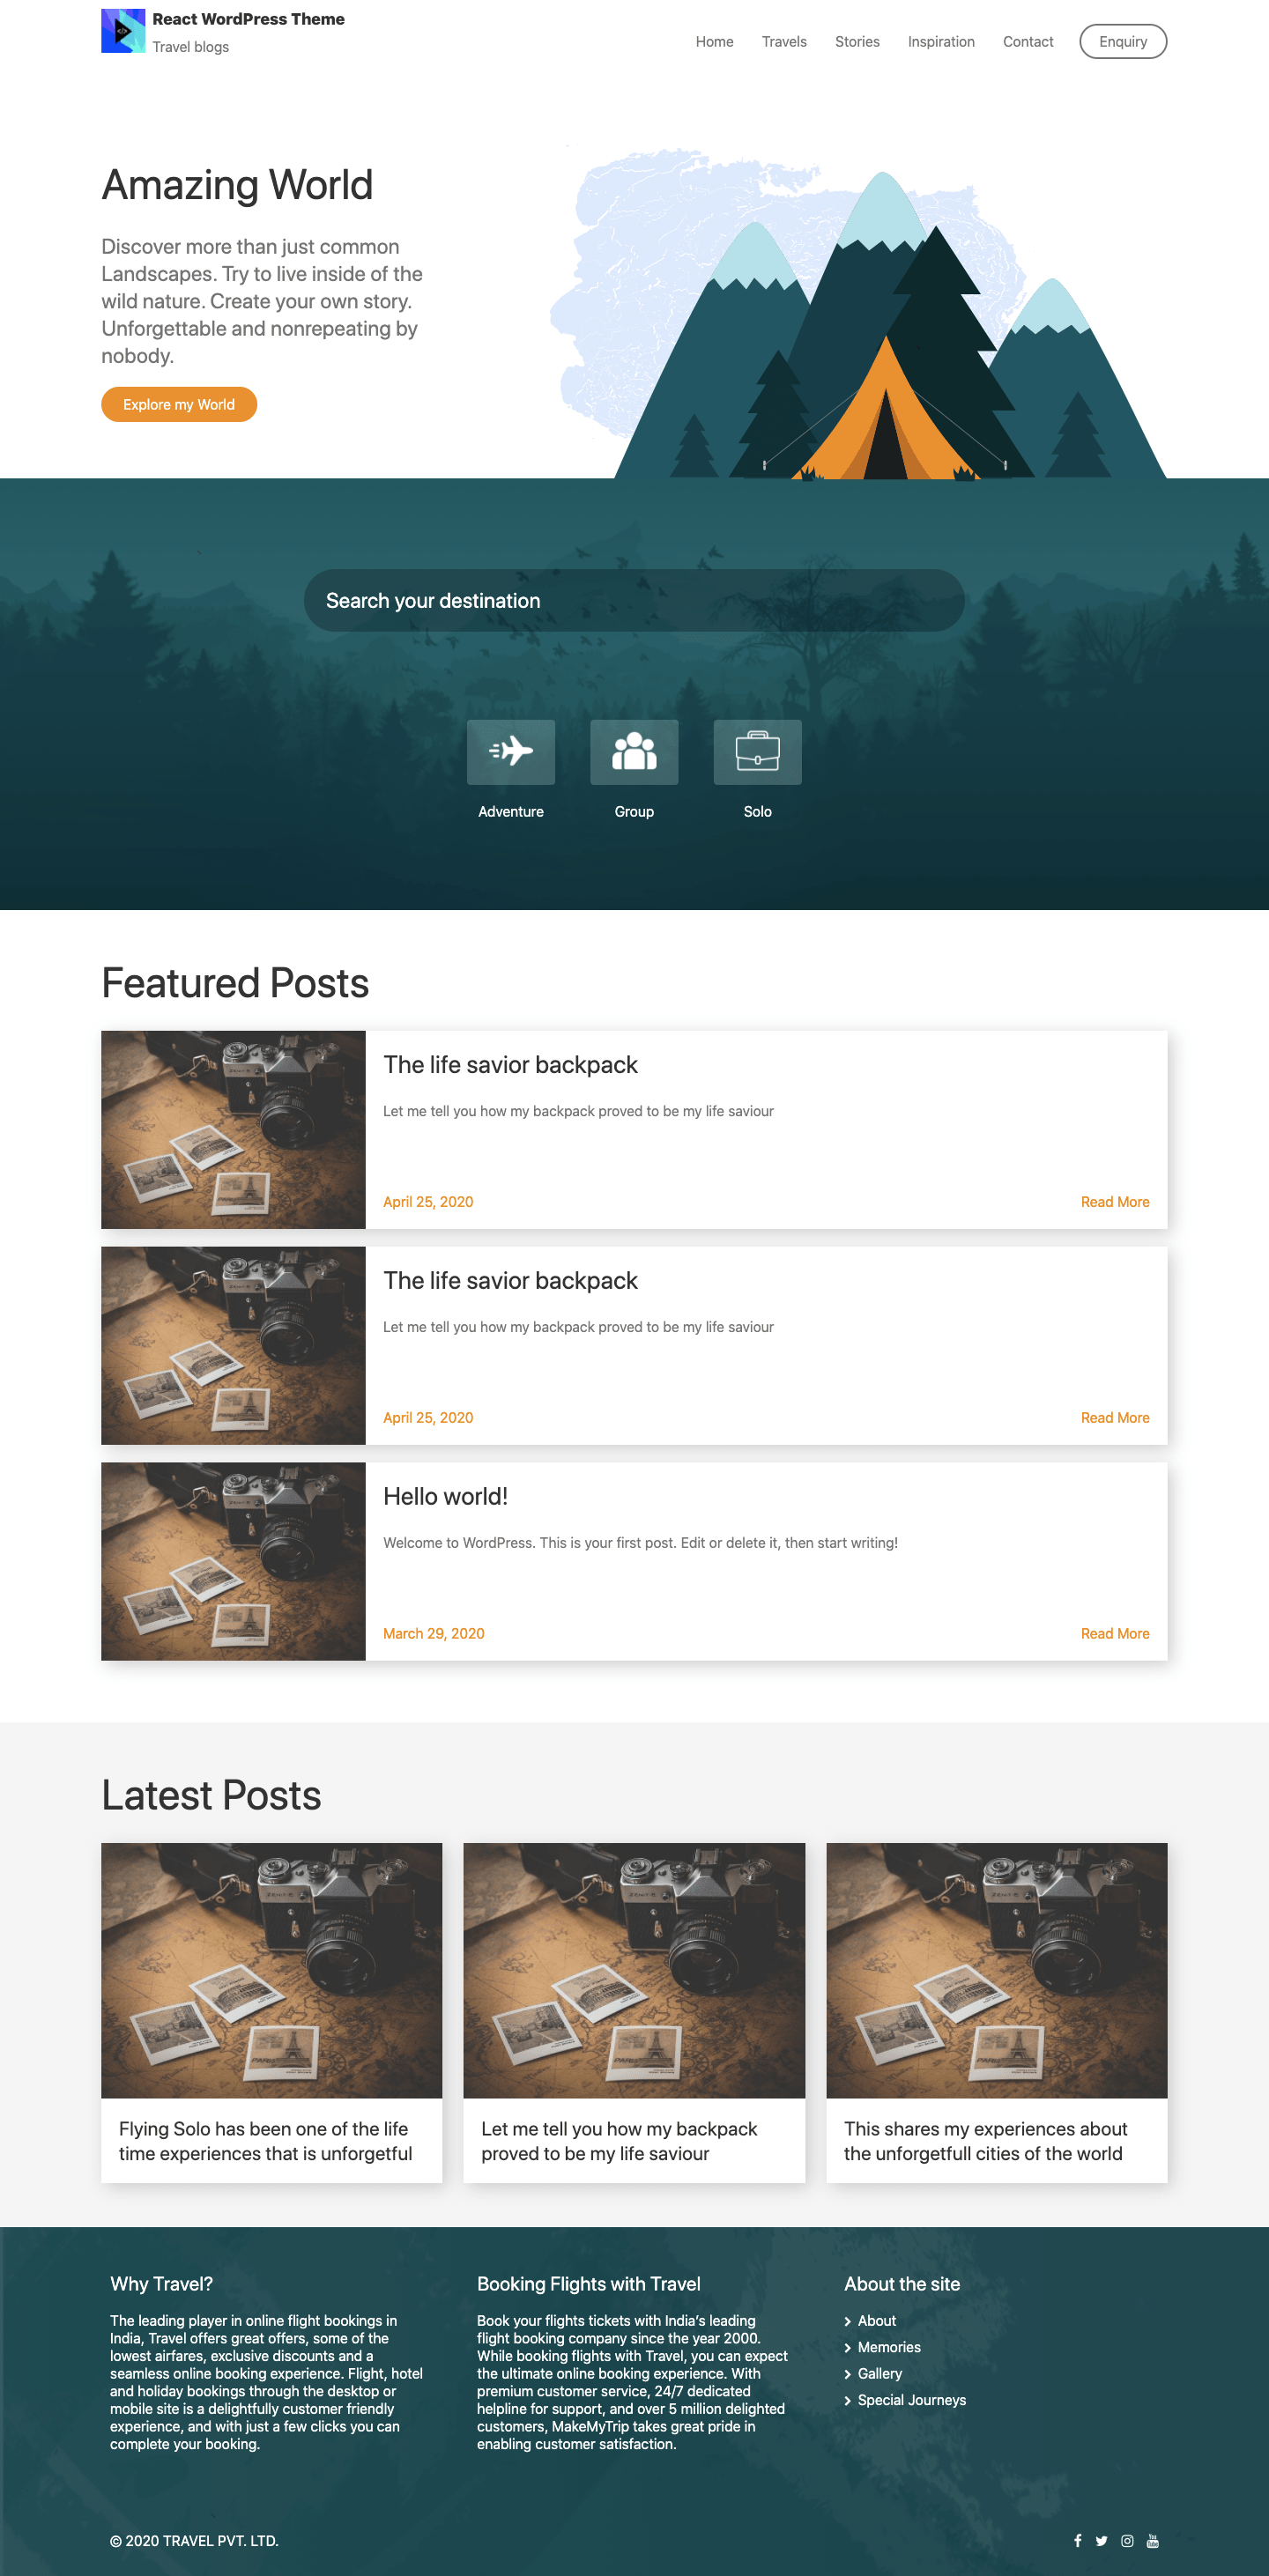 React WordPress Theme
Travel blogs
Home
Travels
Stories
Inspiration
Contact
Enquiry
Amazing World
Discover more than just common
Landscapes. Try to live inside of the
wild nature. Create your own story.
Unforgettable and nonrepeating by
nobody.
Explore my World
Search your destination
Adventure
Group
Solo
Featured Posts
The life savior backpack
Let me tell you how my backpack proved to be my life saviour
April 25, 2020
Read More
The life savior backpack
Let me tell you how my backpack proved to be my life saviour
April 25, 2020
Read More
Hello world!
Welcome to WordPress. This is your first post. Edit or delete it, then start writing!
March 29, 2020
Read More
Latest Posts
Flying Solo has been one of the life
time experiences that is unforgetful
Let me tell you how my backpack
proved to be my life saviour
This shares my experiences about
the unforgetfull cities of the world
Why Travel?
The leading player in online flight bookings in
India, Travel offers great offers, some of the
lowest airfares, exclusive discounts and a
seamless online booking experience. Flight, hotel
and holiday bookings through the desktop or
mobile site is a delightfully customer friendly
experience, and with just a few clicks you can
complete your booking.
Booking Flights with Travel
Book your flights tickets with India’s leading
flight booking company since the year 2000.
While booking flights with Travel, you can expect
the ultimate online booking experience. With
premium customer service, 24/7 dedicated
helpline for support, and over 5 million delighted
customers, MakeMyTrip takes great pride in
enabling customer satisfaction.
About the site
About
Memories
Gallery
Special Journeys
© 2020 TRAVEL PVT. LTD.